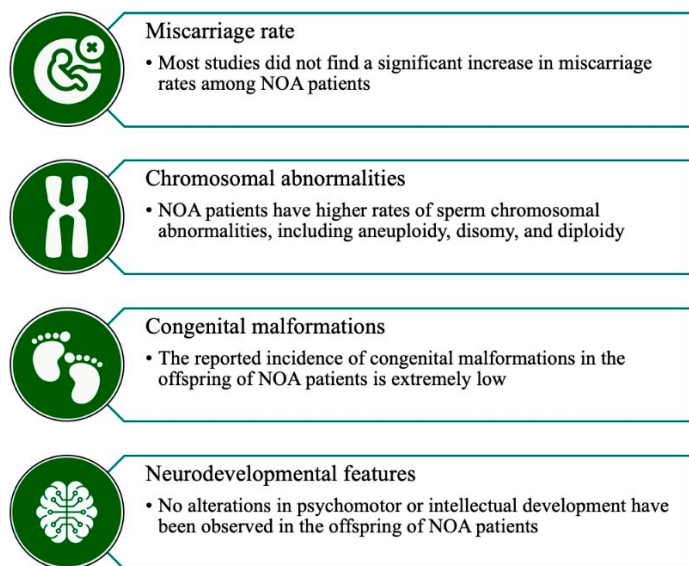 Miscarriage rate
• Most studies did not find a significant increase in miscarriage
rates among NOA patients
Chromosomal abnormalities
• NOA patients have higher rates of sperm chromosomal
abnormalities, including aneuploidy, disomy, and diploidy
Congenital malformations
• The reported incidence of congenital malformations in the
offspring of NOA patients is extremely low
Neurodevelopmental features
• No alterations in psychomotor or intellectual development have
been observed in the offspring of NOA patients